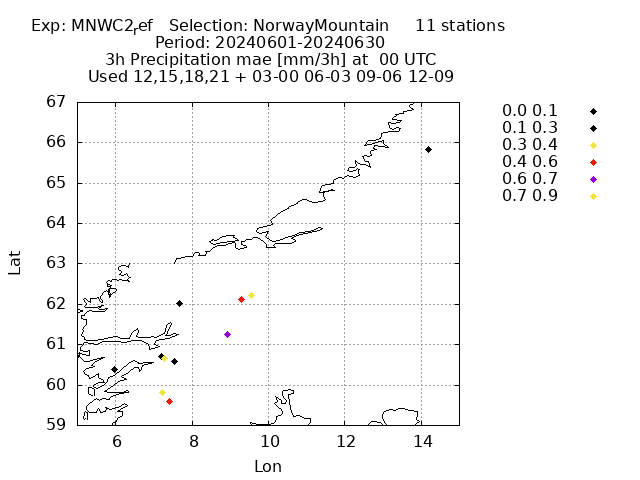 Exp: MNWC2ref Selection: NorwayMountain 11 stations
Period: 20240601-20240630
3h Precipitation mae [mm/3h] at 00 UTC
Used 12,15,18,21 + 03-00 06-03 09-06 12-09
67
66
65
64
63
62
61
60
59
Lat
6 8 10 12 14
Lon
0.0 0.1
0.1 0.3
0.3 0.4
0.4 0.6
0.6 0.7
0.7 0.9